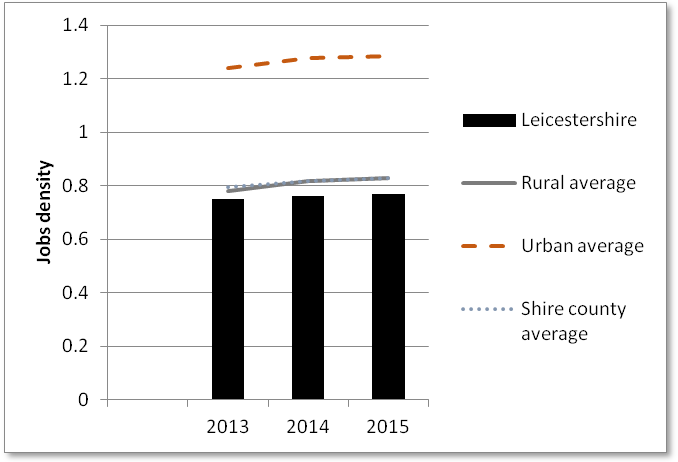 1.4
1.2
1
0.8
0.6
0.4
0.2
0
Jobs density
2013 2014 2015
Leicestershire
Rural average
Urban average
Shire county
average